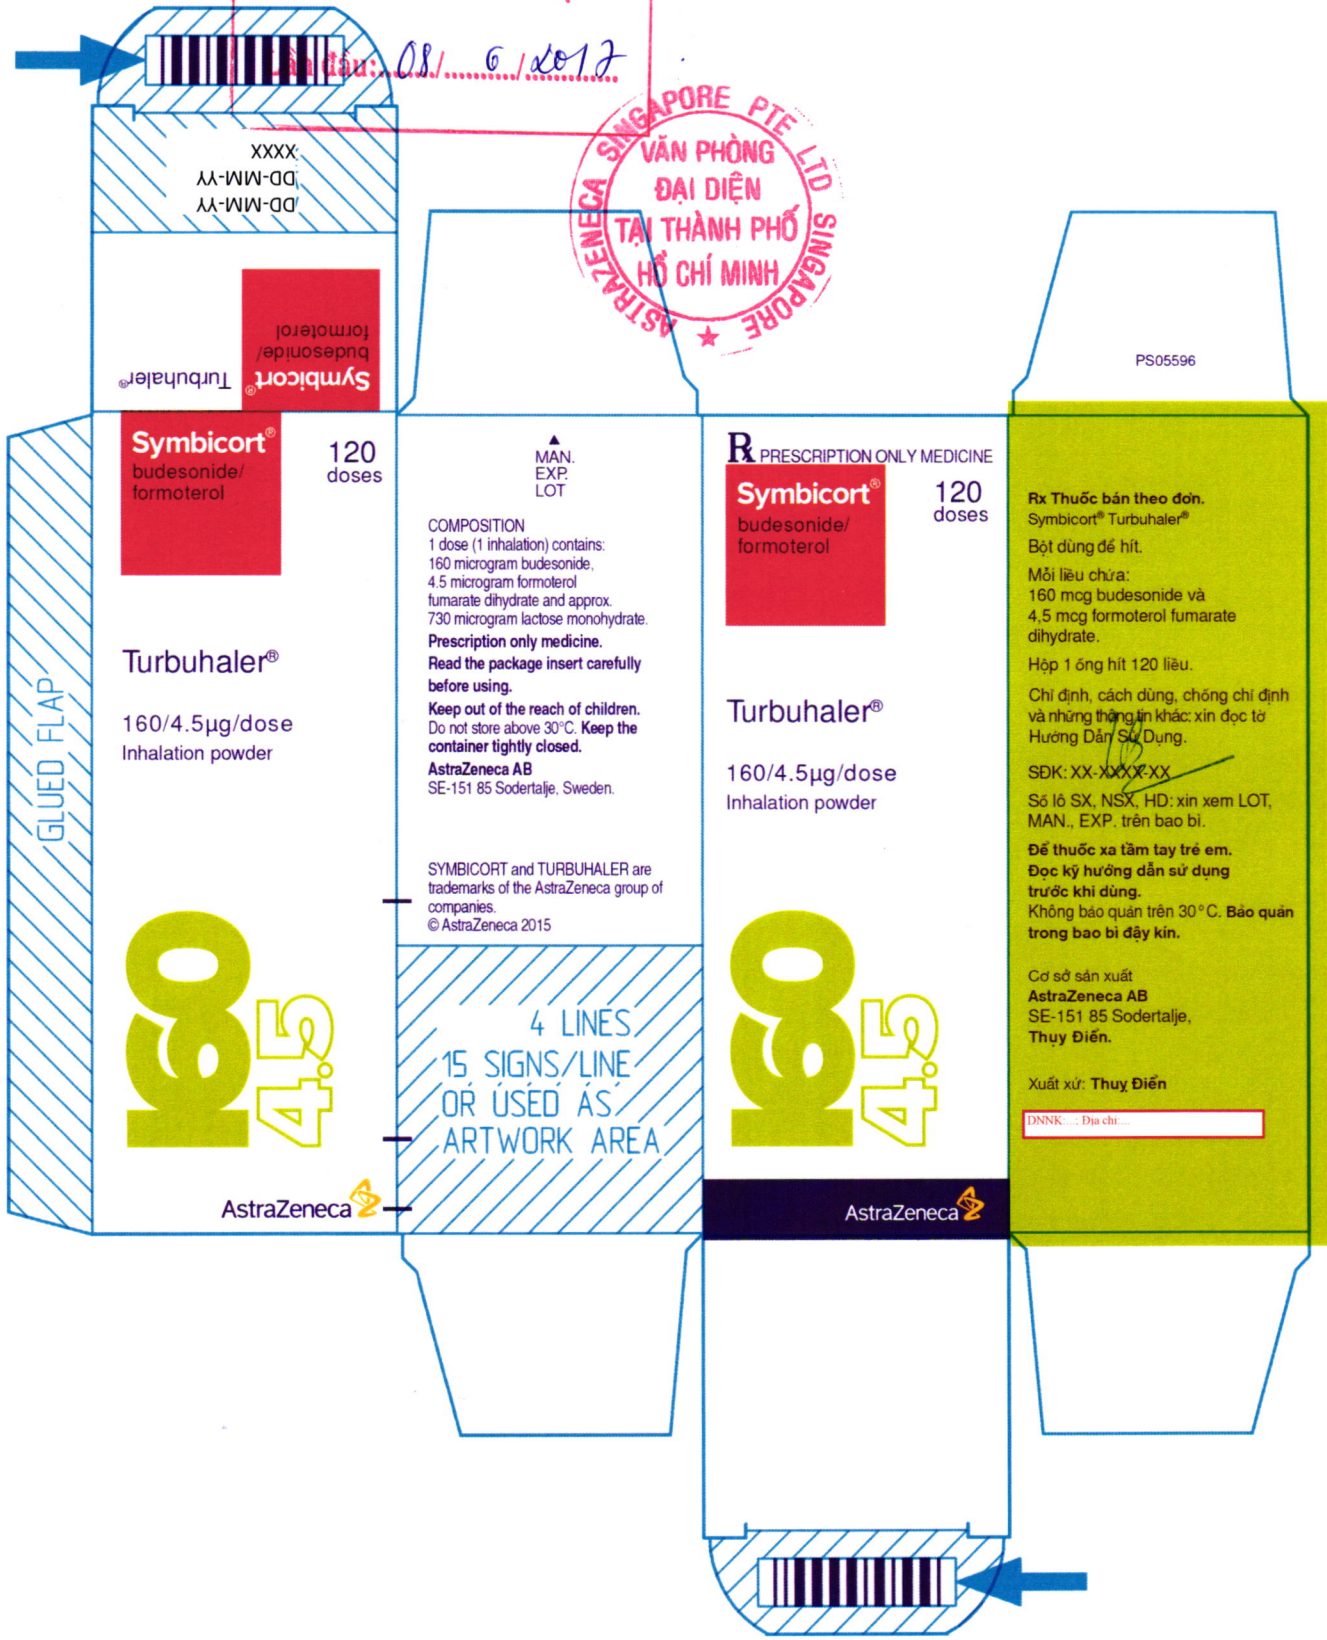 Lần đầu: 08 / 6 / 2017
ASTRAZENECA SINGAPORE PTE LTD SINGAPORE
VĂN PHÒNG
ĐẠI DIỆN
TẠI THÀNH PHỐ
HỒ CHÍ MINH
XXXX
DD-MM-YY
DD-MM-YY
Symbicort®
budesonide/
formoterol
Turbuhaler®
GLUED FLAP
Symbicort®
budesonide/
formoterol
120
doses
Turbuhaler®
160/4.5µg/dose
Inhalation powder
160
4.5
AstraZeneca
MAN.
EXP.
LOT
COMPOSITION
1 dose (1 inhalation) contains:
160 microgram budesonide,
4.5 microgram formoterol
fumarate dihydrate and approx.
730 microgram lactose monohydrate.
Prescription only medicine.
Read the package insert carefully
before using.
Keep out of the reach of children.
Do not store above 30°C. Keep the
container tightly closed.
AstraZeneca AB
SE-151 85 Sodertalje, Sweden.
SYMBICORT and TURBUHALER are
trademarks of the AstraZeneca group of
companies.
© AstraZeneca 2015
4 LINES
15 SIGNS/LINE
OR USED AS
ARTWORK AREA
Rx PRESCRIPTION ONLY MEDICINE
Symbicort®
budesonide/
formoterol
120
doses
Turbuhaler®
160/4.5µg/dose
Inhalation powder
160
4.5
AstraZeneca
PS05596
Rx Thuốc bán theo đơn.
Symbicort® Turbuhaler®
Bột dùng để hít.
Mỗi liều chứa:
160 mcg budesonide và
4,5 mcg formoterol fumarate
dihydrate.
Hộp 1 ống hít 120 liều.
Chỉ định, cách dùng, chống chỉ định
và những thông tin khác: xin đọc tờ
Hướng Dẫn Sử Dụng.
SĐK: XX-XXXX-XX
Số lô SX, NSX, HD: xin xem LOT,
MAN., EXP. trên bao bì.
Để thuốc xa tầm tay trẻ em.
Đọc kỹ hướng dẫn sử dụng
trước khi dùng.
Không bảo quản trên 30°C. Bảo quản
trong bao bì đậy kín.
Cơ sở sản xuất
AstraZeneca AB
SE-151 85 Sodertalje,
Thụy Điển.
Xuất xứ: Thuỵ Điển
DNNK:...; Địa chỉ:...